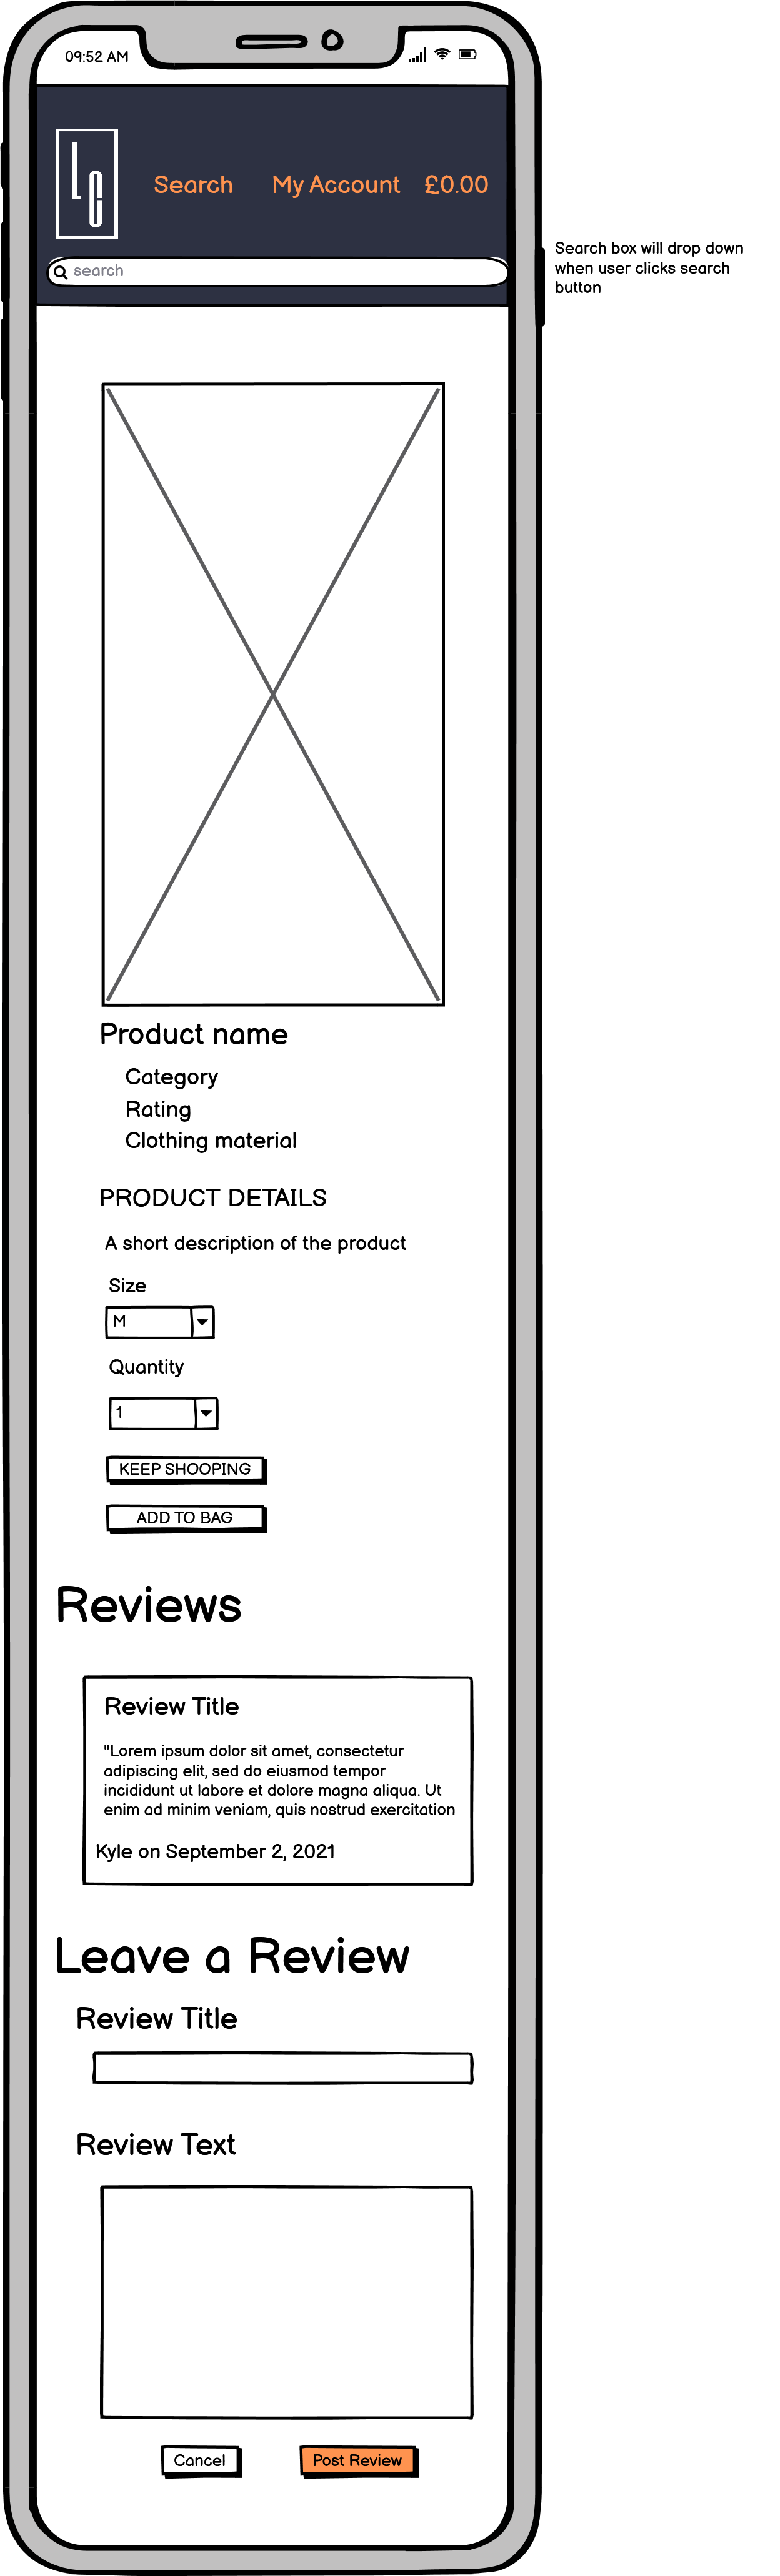 09:52 AM
LG
Search My Account £0.00
search
Search box will drop down
when user clicks search
button
Product name
Category
Rating
Clothing material
PRODUCT DETAILS
A short description of the product
Size
M
Quantity
1
KEEP SHOOPING
ADD TO BAG
Reviews
Review Title
"Lorem ipsum dolor sit amet, consectetur
adipiscing elit, sed do eiusmod tempor
incididunt ut labore et dolore magna aliqua. Ut
enim ad minim veniam, quis nostrud exercitation
Kyle on September 2, 2021
Leave a Review
Review Title
Review Text
Cancel Post Review